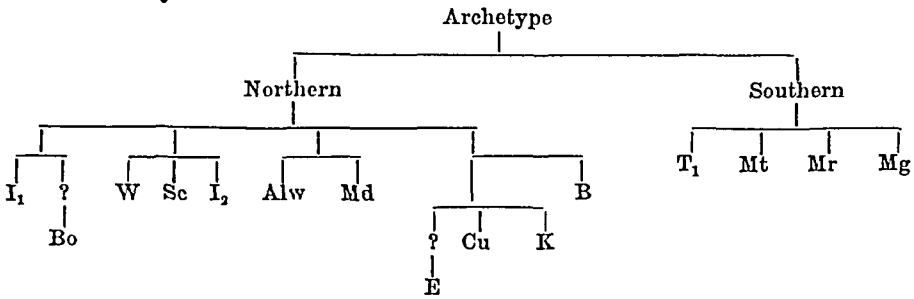 Archetype
Northern Southern
I₁ ? W Sc I₂ Alw Md B T₁ Mt Mr Mg
Bo ? Cu K
E